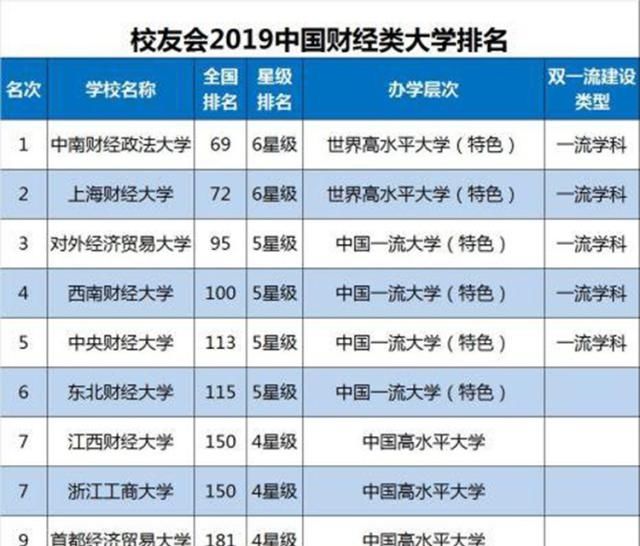 校友会2019中国财经类大学排名
名次 学校名称 全国排名 星级排名 办学层次 双一流建设类型
1 中南财经政法大学 69 6星级 世界高水平大学（特色） 一流学科
2 上海财经大学 72 6星级 世界高水平大学（特色） 一流学科
3 对外经济贸易大学 95 5星级 中国一流大学（特色） 一流学科
4 西南财经大学 100 5星级 中国一流大学（特色） 一流学科
5 中央财经大学 113 5星级 中国一流大学（特色） 一流学科
6 东北财经大学 115 5星级 中国一流大学（特色）
7 江西财经大学 150 4星级 中国高水平大学
7 浙江工商大学 150 4星级 中国高水平大学
9 首都经济贸易大学 181 4星级 中国高水平大学